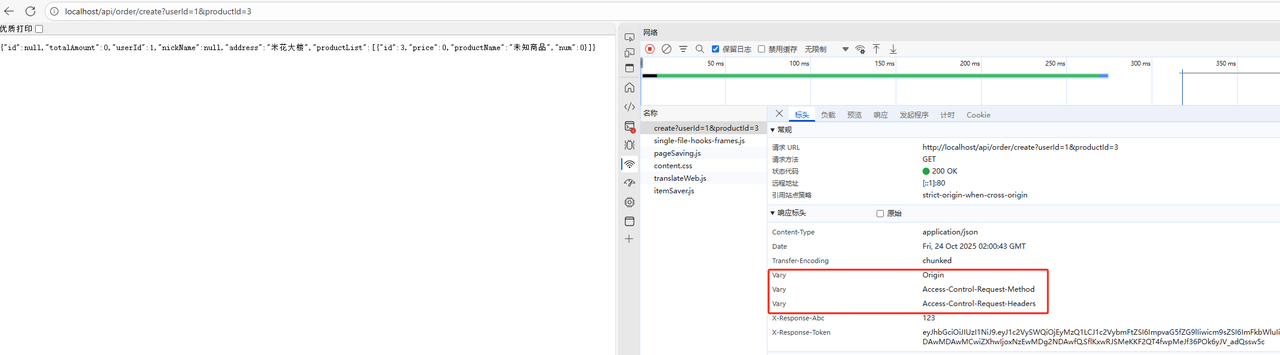 localhost/api/order/create?userId=1&productId=3
优质打印
{"id":null,"totalAmount":0,"userId":1,"nickName":null,"address":"米花大楼","productList":[{"id":3,"price":0,"productName":"未知商品","num":0}]}
网络
保留日志 禁用缓存 无限制
50 ms 100 ms 150 ms 200 ms 250 ms 300 ms 350 ms
名称
create?userId=1&productId=3
single-file-hooks-frames.js
pageSaving.js
content.css
translateWeb.js
itemSaver.js
标头 负载 预览 响应 发起程序 计时 Cookie
常规
请求 URL http://localhost/api/order/create?userId=1&productId=3
请求方法 GET
状态代码 200 OK
远程地址 [::1]:80
引用站点策略 strict-origin-when-cross-origin
响应标头 原始
Content-Type application/json
Date Fri, 24 Oct 2025 02:00:43 GMT
Transfer-Encoding chunked
Vary Origin
Vary Access-Control-Request-Method
Vary Access-Control-Request-Headers
X-Response-Abc 123
X-Response-Token